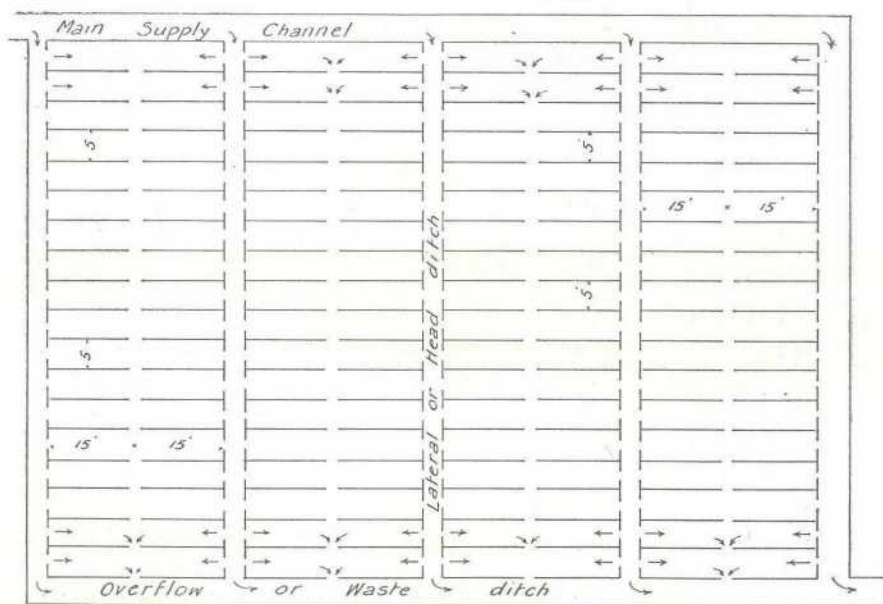 Main Supply Channel
5'
5'
15' 15'
Lateral or Head ditch
5'
5'
15' 15'
Overflow or Waste ditch